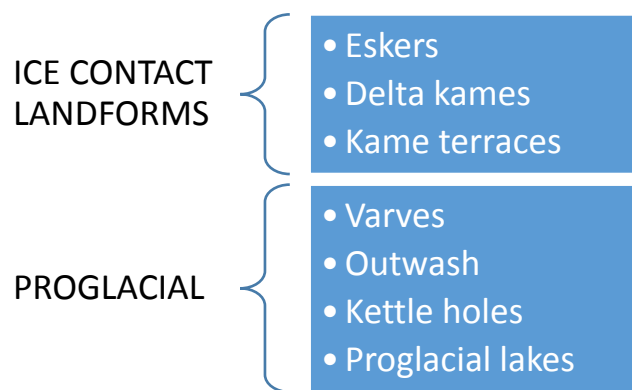 ICE CONTACT
LANDFORMS
• Eskers
• Delta kames
• Kame terraces
PROGLACIAL
• Varves
• Outwash
• Kettle holes
• Proglacial lakes